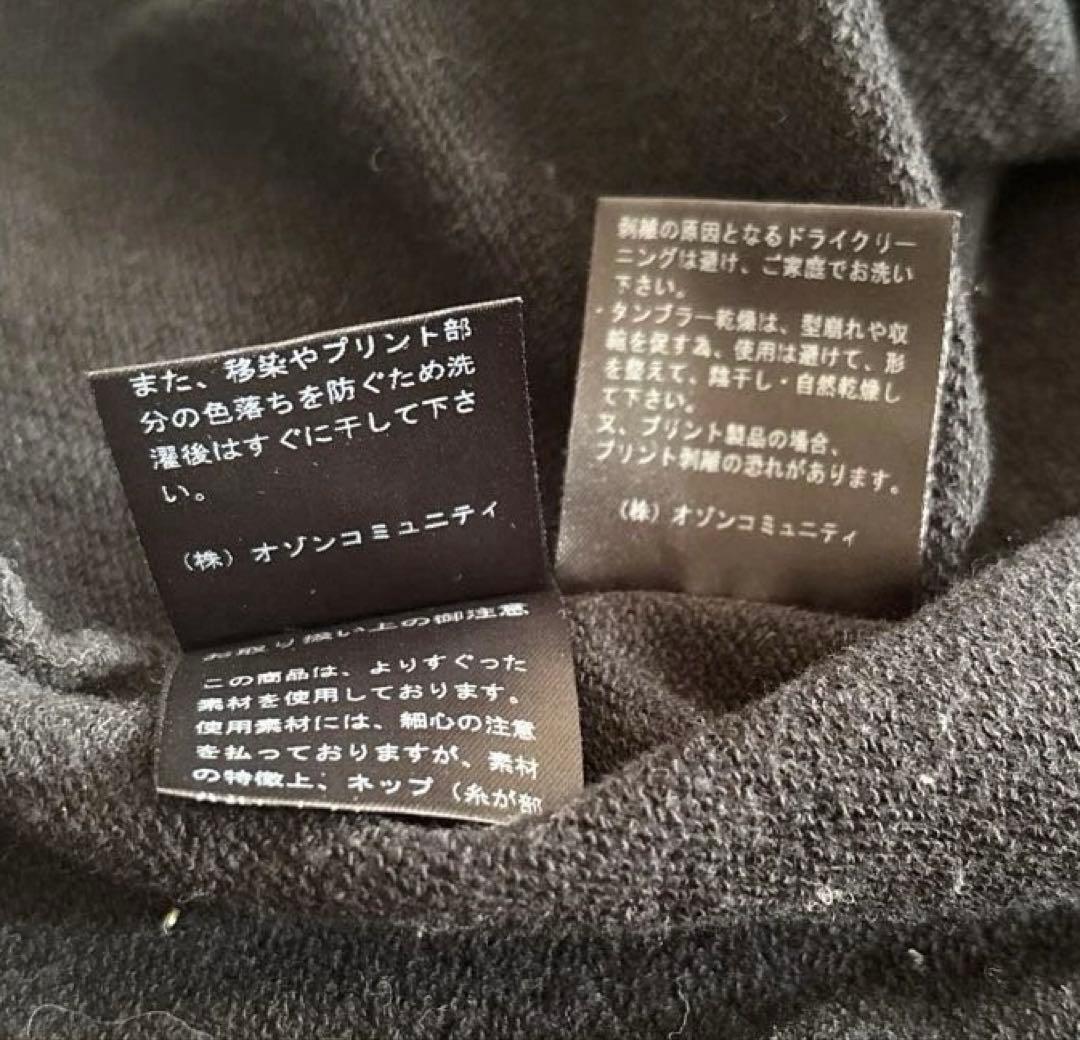 また、移染やプリント部
分の色落ちを防ぐため洗
濯後はすぐに干して下さ
い。
（株）オゾンコミュニティ
お取り扱い上の御注意
この商品は、よりすぐった
素材を使用しております。
使用素材には、細心の注意
を払っておりますが、素材
の特徴上、ネップ（糸が部
剥離の原因となるドライクリー
ニングは避け、ご家庭でお洗い
下さい。
・タンブラー乾燥は、型崩れや収
縮を促す為、使用は避けて、形
を整えて、陰干し・自然乾燥し
て下さい。
又、プリント製品の場合、
プリント剥離の恐れがあります。
（株）オゾンコミュニティ